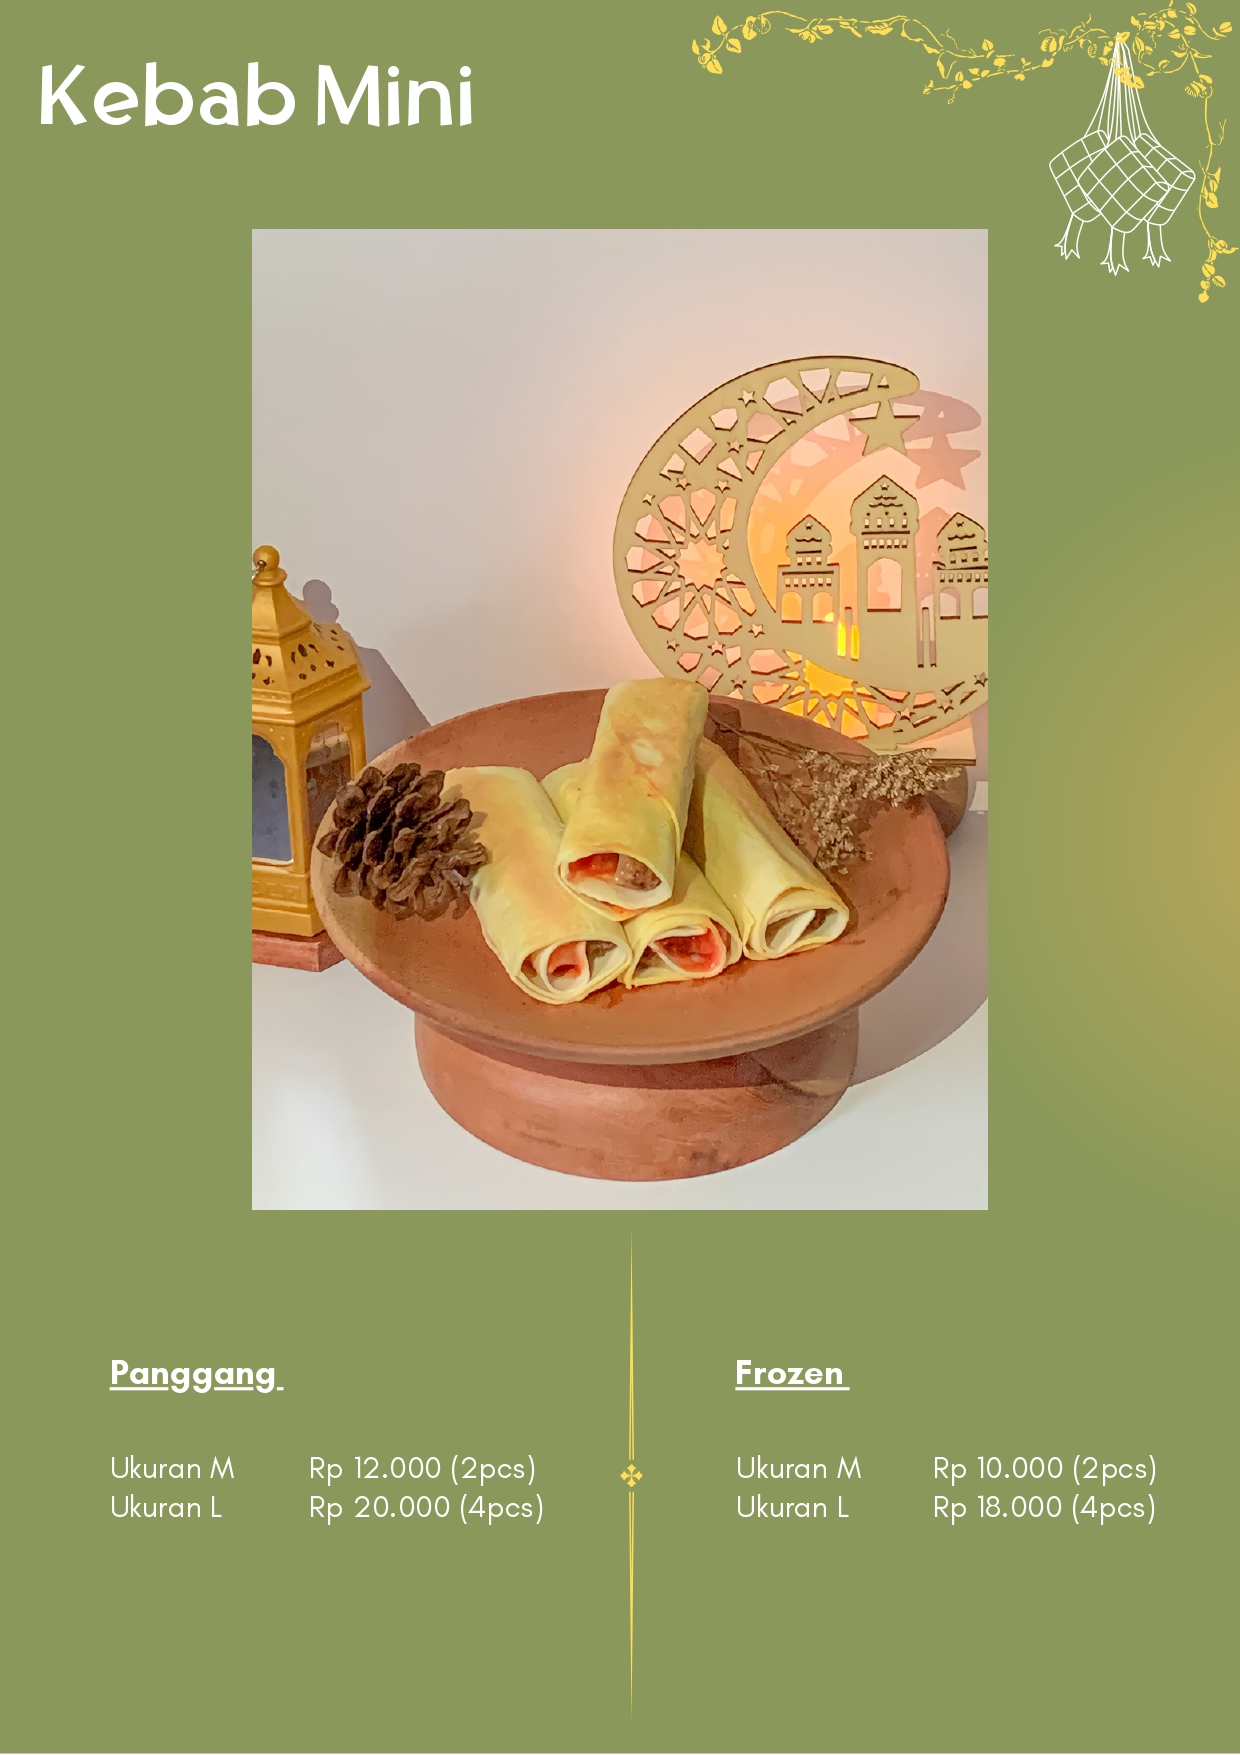 Kebab Mini
Panggang
Ukuran M Rp 12.000 (2pcs)
Ukuran L Rp 20.000 (4pcs)
Frozen
Ukuran M Rp 10.000 (2pcs)
Ukuran L Rp 18.000 (4pcs)